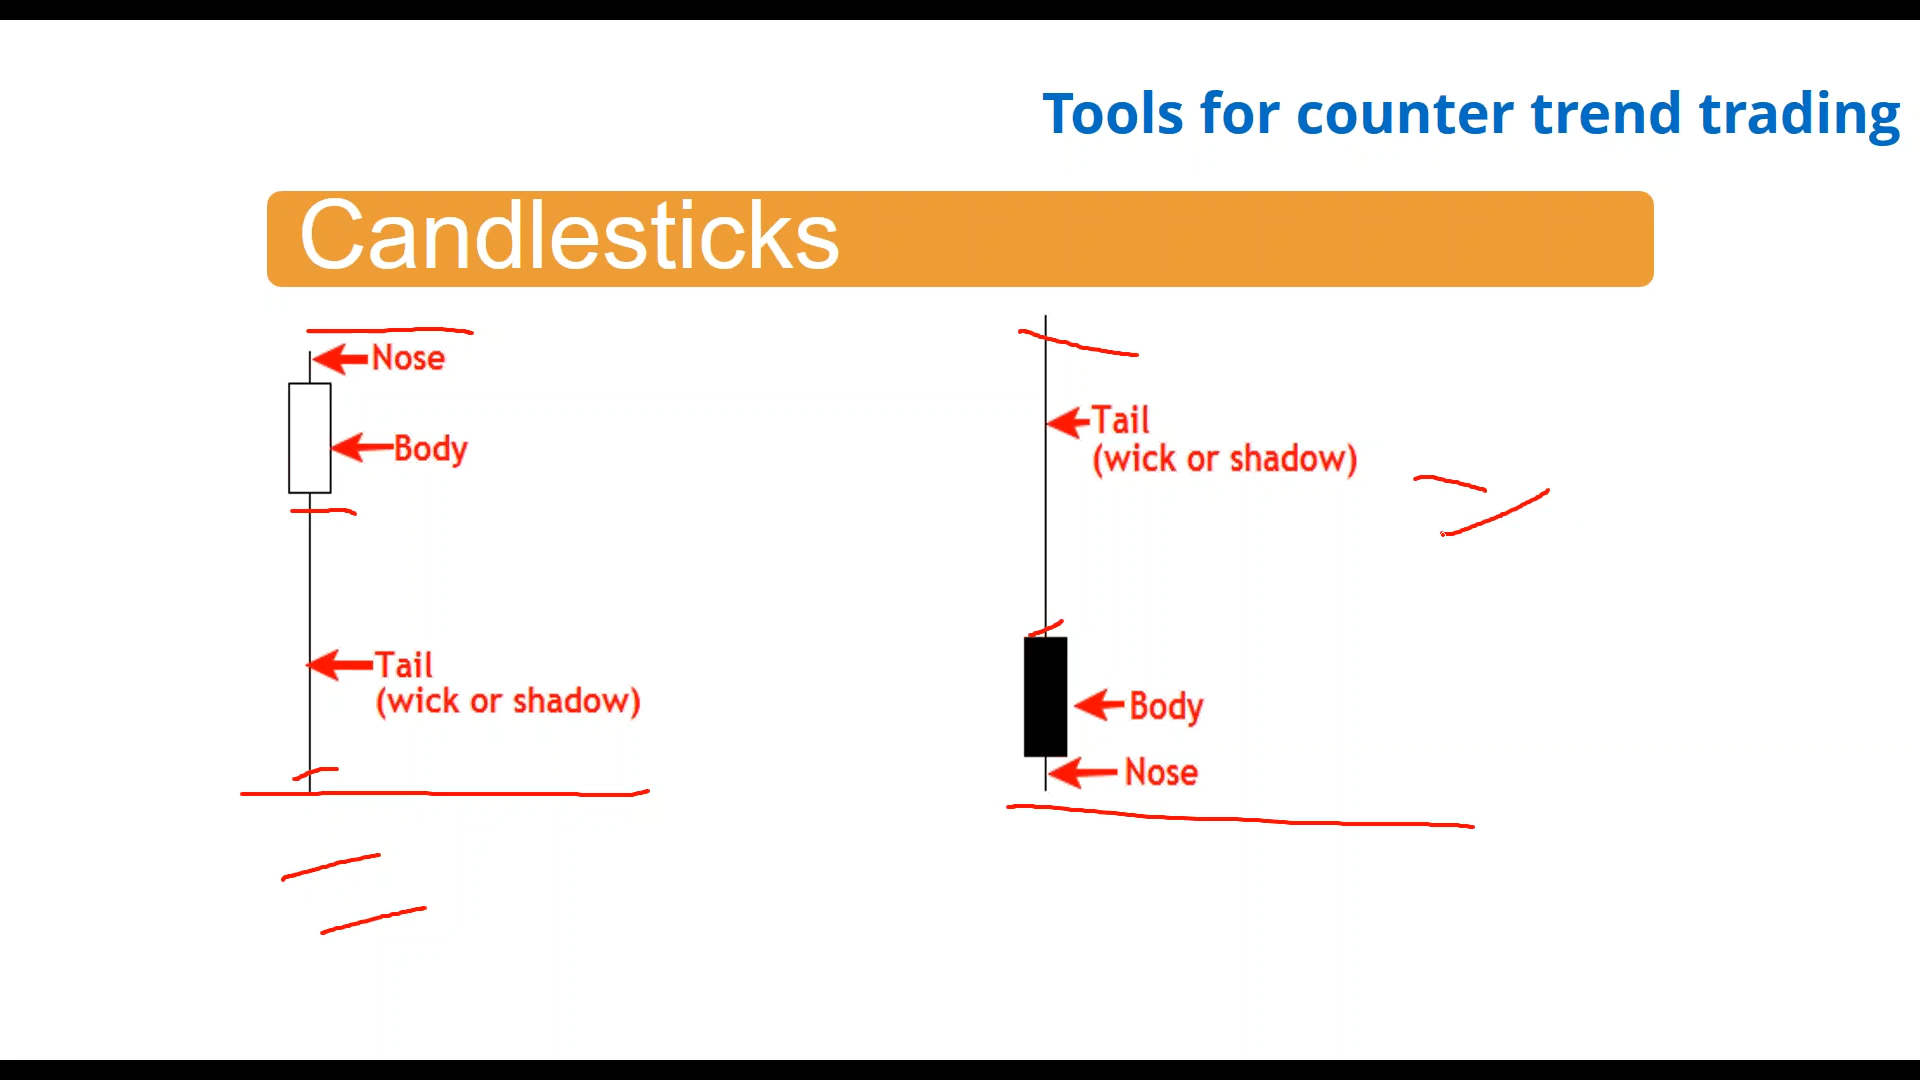 Tools for counter trend trading
Candlesticks
Nose
Body
Tail
(wick or shadow)
Tail
(wick or shadow)
Body
Nose